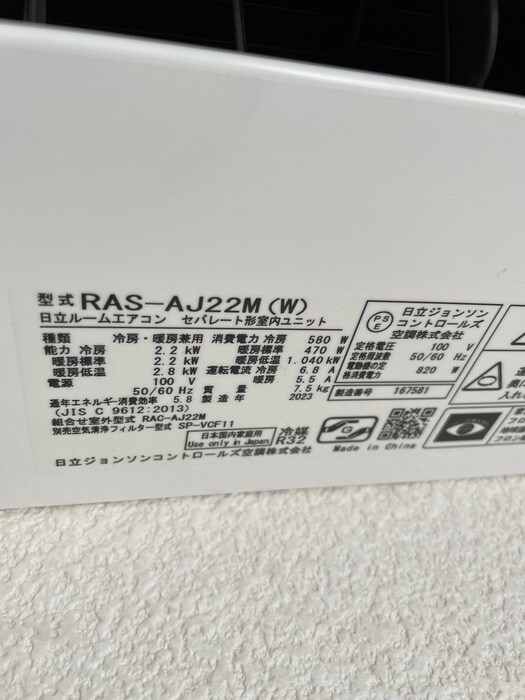 型式 RAS-AJ22M (W)
日立ルームエアコン セパレート形室内ユニット
種類 冷房・暖房兼用
能力 冷房 2.2 kW
暖房標準 2.2 kW
暖房低温 2.8 kW
電源 100 V
50/60 Hz
消費電力 冷房 580 W
暖房標準 470 W
暖房低温 1.040 kW
運転電流 冷房 6.8 A
暖房 5.5 A
質量 7.5 kg
通年エネルギー消費効率 5.8 製造年 2023
(JIS C 9612:2013)
組合せ室外型式 RAC-AJ22M
別売空気清浄フィルター型式 SP-VCF11
日本国内家庭用
Use only in Japan
冷媒
R32
日立ジョンソンコントロールズ空調株式会社
PS
E
日立ジョンソン
コントロールズ
空調株式会社
定格電圧 100 V
定格周波数 50/60 Hz
電動機の定
格消費電力 820 W
製造番号 167581
G
Made in China
フロン